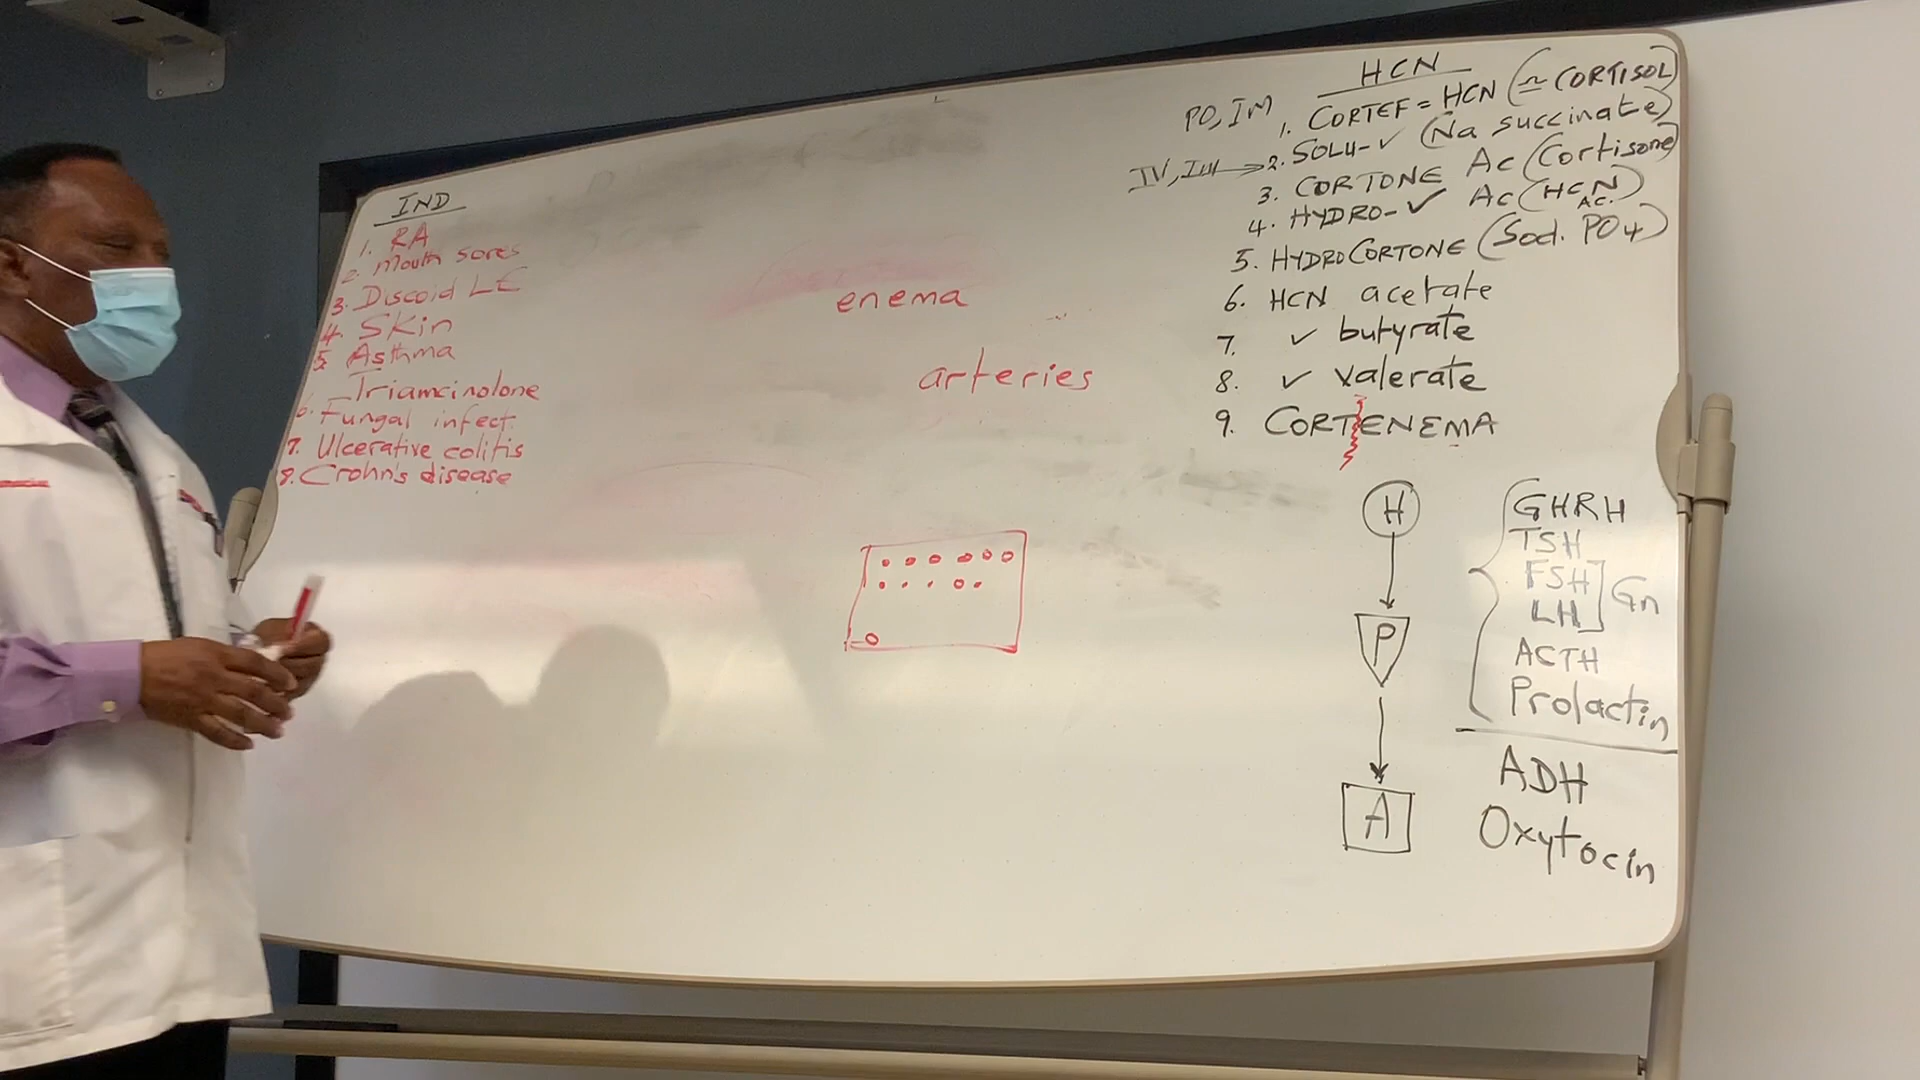 IND
1. RA
2. Mouth sores
3. Discoid LE
4. Skin
5. Asthma
Triamcinolone
6. Fungal infect.
7. Ulcerative colitis
8. Crohn's disease
enema
arteries
HCN
PO, IM 1. CORTEF = HCN (≃ CORTISOL)
IV, IM → 2. SOLU- ✓ (Na succinate)
3. CORTONE Ac (Cortisone)
4. HYDRO- ✓ Ac (HCN AC.)
5. HYDROCORTONE (Sod. PO4)
6. HCN acetate
7. ✓ butyrate
8. ✓ valerate
9. CORTENEMA
H
P
A
GHRH
TSH
FSH
LH
Gn
ACTH
Prolactin
ADH
Oxytocin